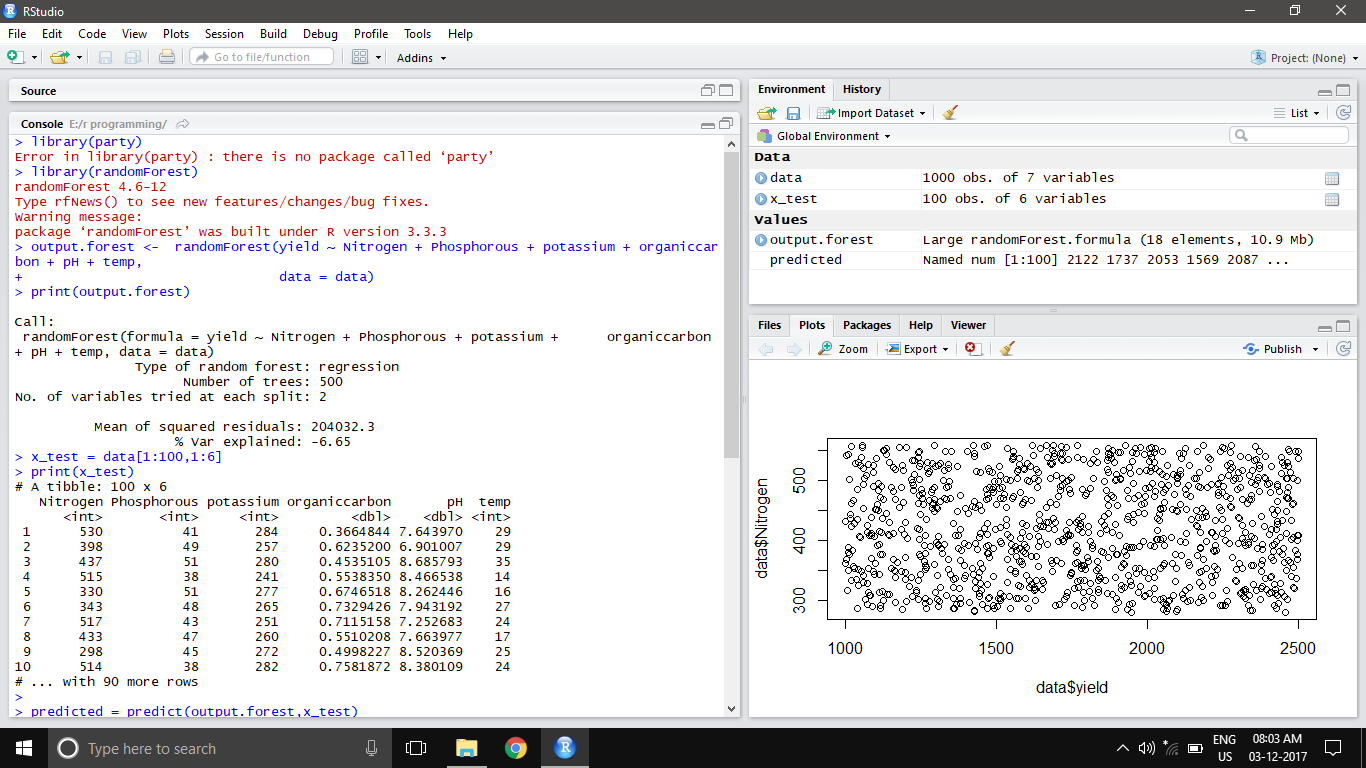 RStudio
File Edit Code View Plots Session Build Debug Profile Tools Help
Go to file/function Addins Project: (None)
Source
Console E:/r programming/
> library(party)
Error in library(party) : there is no package called ‘party’
> library(randomForest)
randomForest 4.6-12
Type rfNews() to see new features/changes/bug fixes.
Warning message:
package ‘randomForest’ was built under R version 3.3.3
> output.forest <- randomForest(yield ~ Nitrogen + Phosphorous + potassium + organiccar
bon + pH + temp,
+ data = data)
> print(output.forest)
Call:
randomForest(formula = yield ~ Nitrogen + Phosphorous + potassium + organiccarbon
+ pH + temp, data = data)
Type of random forest: regression
Number of trees: 500
No. of variables tried at each split: 2
Mean of squared residuals: 204032.3
% Var explained: -6.65
> x_test = data[1:100,1:6]
> print(x_test)
# A tibble: 100 x 6
Nitrogen Phosphorous potassium organiccarbon pH temp
<int> <int> <int> <dbl> <dbl> <int>
1 530 41 284 0.3664844 7.643970 29
2 398 49 257 0.6235200 6.901007 29
3 437 51 280 0.4535105 8.685793 35
4 515 38 241 0.5538350 8.466538 14
5 330 51 277 0.6746518 8.262446 16
6 343 48 265 0.7329426 7.943192 27
7 517 43 251 0.7115158 7.252683 24
8 433 47 260 0.5510208 7.663977 17
9 298 45 272 0.4998227 8.520369 25
10 514 38 282 0.7581872 8.380109 24
# ... with 90 more rows
>
> predicted = predict(output.forest,x_test)
Environment History
Import Dataset List
Global Environment
Data
data 1000 obs. of 7 variables
x_test 100 obs. of 6 variables
Values
output.forest Large randomForest.formula (18 elements, 10.9 Mb)
predicted Named num [1:100] 2122 1737 2053 1569 2087 ...
Files Plots Packages Help Viewer
Zoom Export Publish
data$Nitrogen
500
400
300
1000 1500 2000 2500
data$yield
Type here to search
ENG
US
08:03 AM
03-12-2017